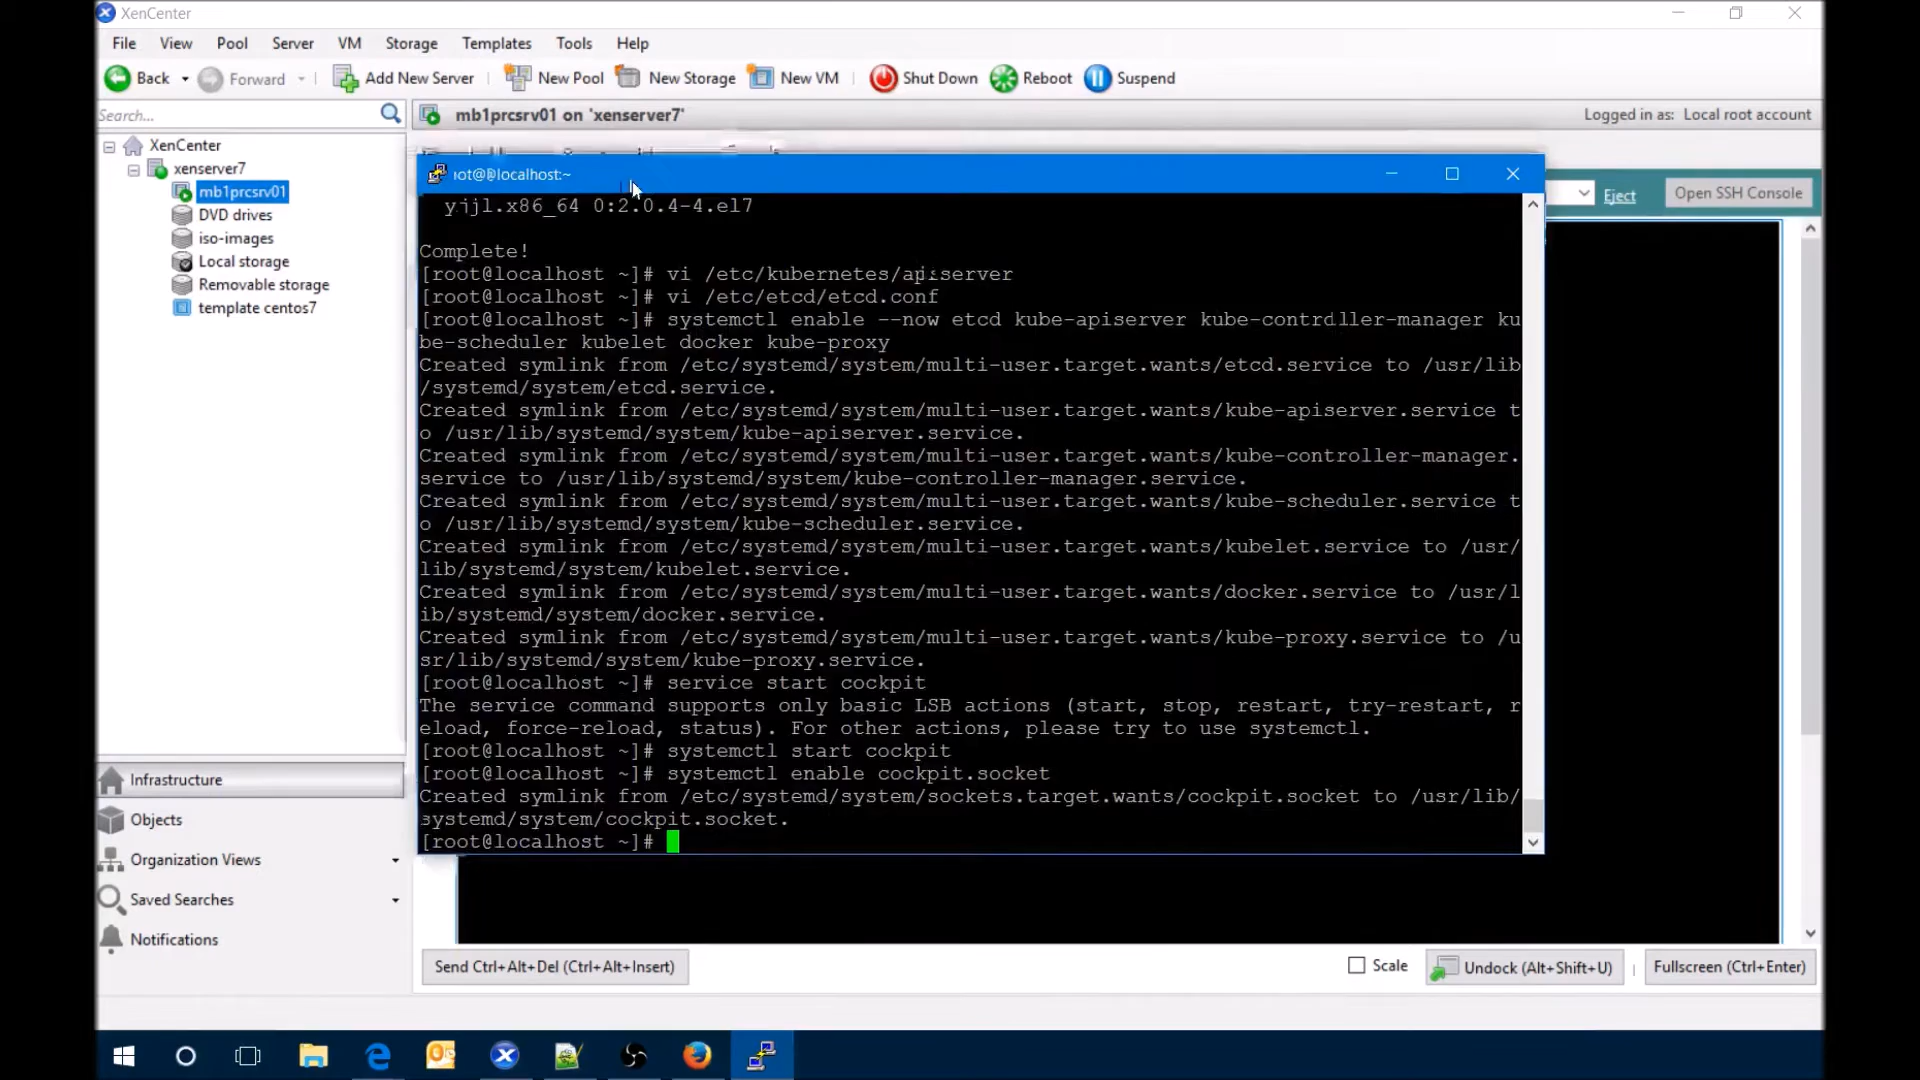 XenCenter
File View Pool Server VM Storage Templates Tools Help
Back Forward Add New Server New Pool New Storage New VM Shut Down Reboot Suspend
Search...
mb1prcsrv01 on 'xenserver7'
Logged in as: Local root account
XenCenter
xenserver7
mb1prcsrv01
DVD drives
iso-images
Local storage
Removable storage
template centos7
Eject
Open SSH Console
@localhost:~
0:2.0.4-4.el7
Complete!
[root@localhost ~]# vi /etc/kubernetes/apiserver
[root@localhost ~]# vi /etc/etcd/etcd.conf
[root@localhost ~]# systemctl enable --now etcd kube-apiserver kube-controller-manager ku
be-scheduler kubelet docker kube-proxy
Created symlink from /etc/systemd/system/multi-user.target.wants/etcd.service to /usr/lib
/systemd/system/etcd.service.
Created symlink from /etc/systemd/system/multi-user.target.wants/kube-apiserver.service t
o /usr/lib/systemd/system/kube-apiserver.service.
Created symlink from /etc/systemd/system/multi-user.target.wants/kube-controller-manager.
service to /usr/lib/systemd/system/kube-controller-manager.service.
Created symlink from /etc/systemd/system/multi-user.target.wants/kube-scheduler.service t
o /usr/lib/systemd/system/kube-scheduler.service.
Created symlink from /etc/systemd/system/multi-user.target.wants/kubelet.service to /usr/
lib/systemd/system/kubelet.service.
Created symlink from /etc/systemd/system/multi-user.target.wants/docker.service to /usr/l
ib/systemd/system/docker.service.
Created symlink from /etc/systemd/system/multi-user.target.wants/kube-proxy.service to /u
sr/lib/systemd/system/kube-proxy.service.
[root@localhost ~]# service start cockpit
The service command supports only basic LSB actions (start, stop, restart, try-restart, r
eload, force-reload, status). For other actions, please try to use systemctl.
[root@localhost ~]# systemctl start cockpit
[root@localhost ~]# systemctl enable cockpit.socket
Created symlink from /etc/systemd/system/sockets.target.wants/cockpit.socket to /usr/lib/
systemd/system/cockpit.socket.
[root@localhost ~]#
Infrastructure
Objects
Organization Views
Saved Searches
Notifications
Send Ctrl+Alt+Del (Ctrl+Alt+Insert)
Scale
Undock (Alt+Shift+U)
Fullscreen (Ctrl+Enter)